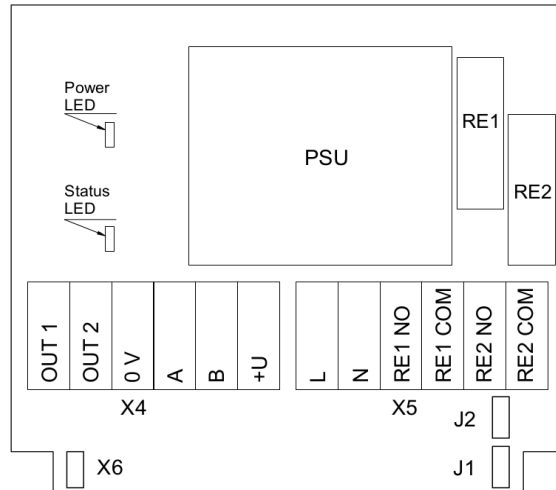 Power
LED
PSU
RE1
RE2
Status
LED
OUT 1
OUT 2
0 V
A
B
+U
L
N
RE1 NO
RE1 COM
RE2 NO
RE2 COM
X4
X5
J2
X6
J1